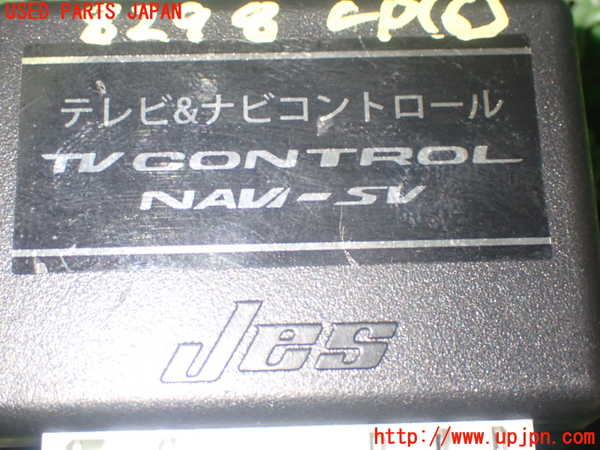 USED PARTS JAPAN
8298
テレビ&ナビコントロール
TV CONTROL
NAVI-SV
Jes
http://www.upjpn.com